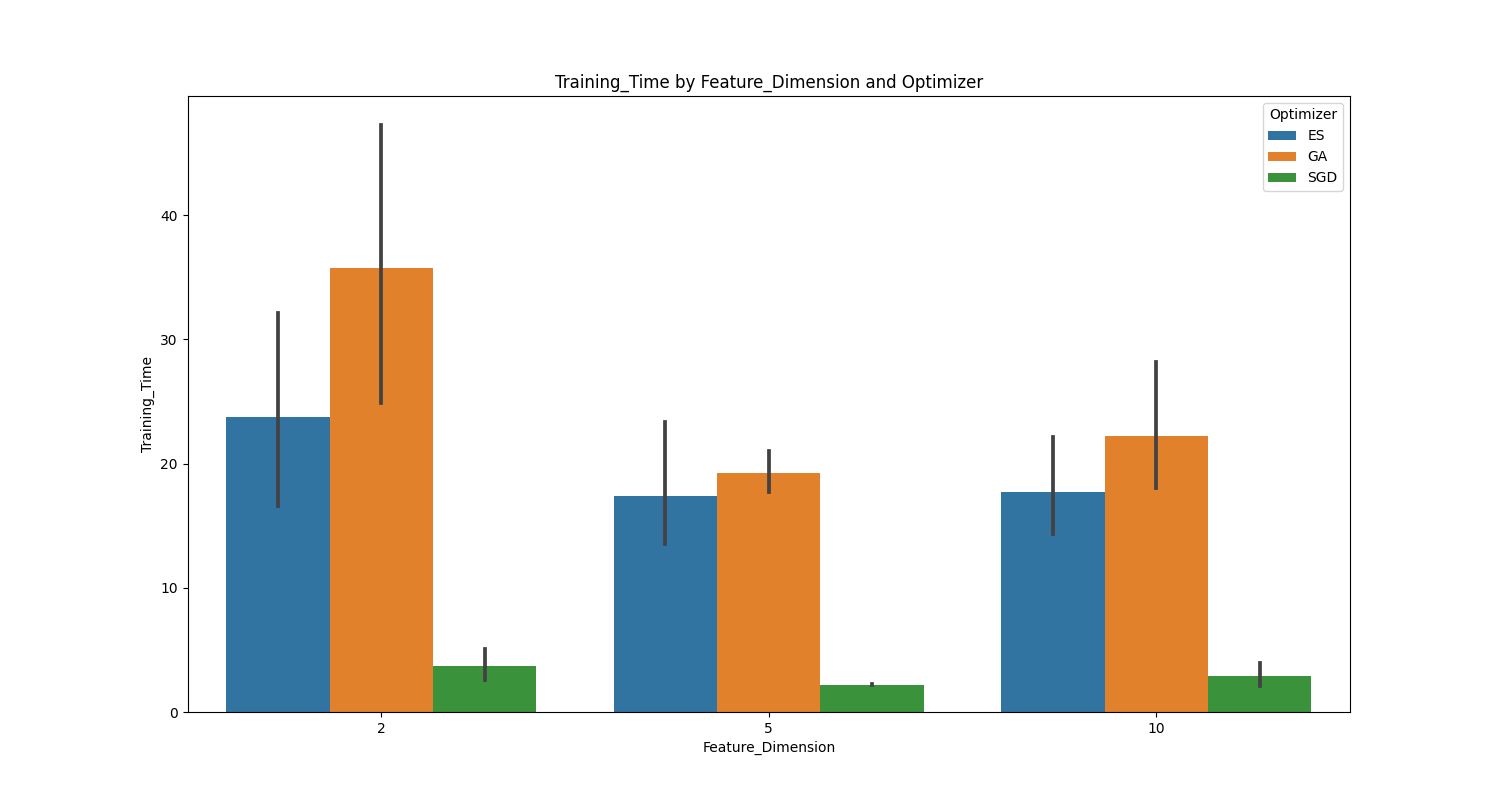 Training_Time by Feature_Dimension and Optimizer
Optimizer
ES
GA
SGD
Training_Time
40
30
20
10
0
2
5
10
Feature_Dimension